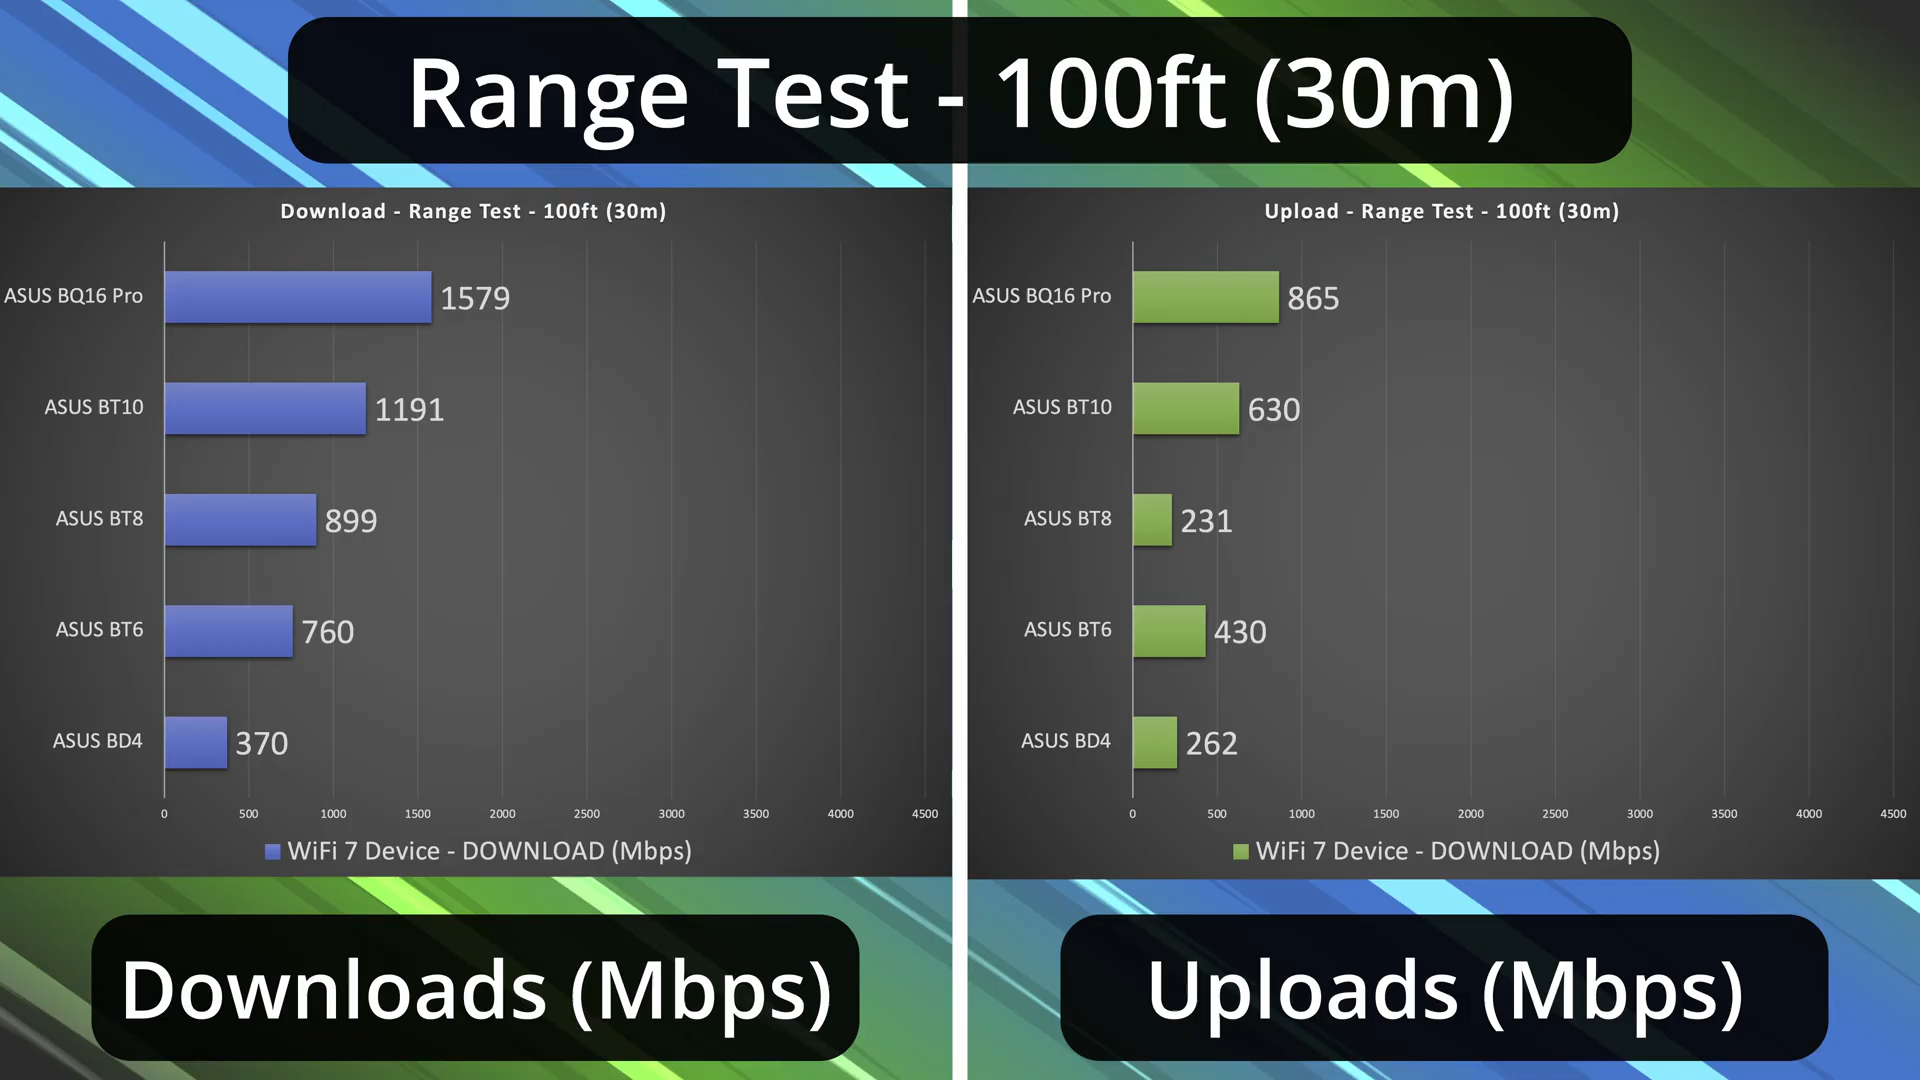 Range Test - 100ft (30m)
Download - Range Test - 100ft (30m)
ASUS BQ16 Pro
1579
ASUS BT10
1191
ASUS BT8
899
ASUS BT6
760
ASUS BD4
370
0 500 1000 1500 2000 2500 3000 3500 4000 4500
WiFi 7 Device - DOWNLOAD (Mbps)
Downloads (Mbps)
Upload - Range Test - 100ft (30m)
ASUS BQ16 Pro
865
ASUS BT10
630
ASUS BT8
231
ASUS BT6
430
ASUS BD4
262
0 500 1000 1500 2000 2500 3000 3500 4000 4500
WiFi 7 Device - DOWNLOAD (Mbps)
Uploads (Mbps)